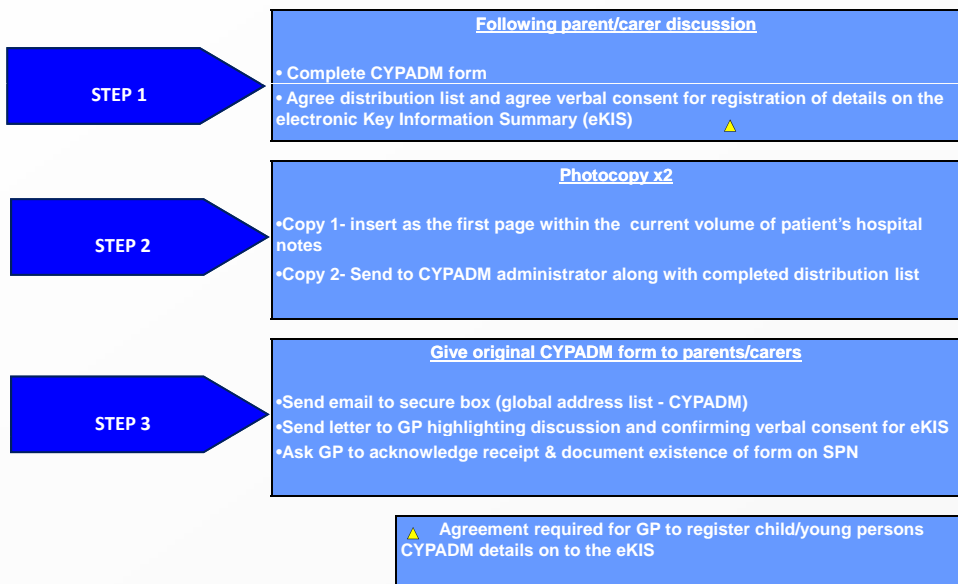 Following parent/carer discussion
STEP 1
• Complete CYPADM form
• Agree distribution list and agree verbal consent for registration of details on the
electronic Key Information Summary (eKIS)
Photocopy x2
STEP 2
•Copy 1- insert as the first page within the current volume of patient's hospital
notes
•Copy 2- Send to CYPADM administrator along with completed distribution list
Give original CYPADM form to parents/carers
STEP 3
•Send email to secure box (global address list - CYPADM)
•Send letter to GP highlighting discussion and confirming verbal consent for eKIS
•Ask GP to acknowledge receipt & document existence of form on SPN
Agreement required for GP to register child/young persons
CYPADM details on to the eKIS